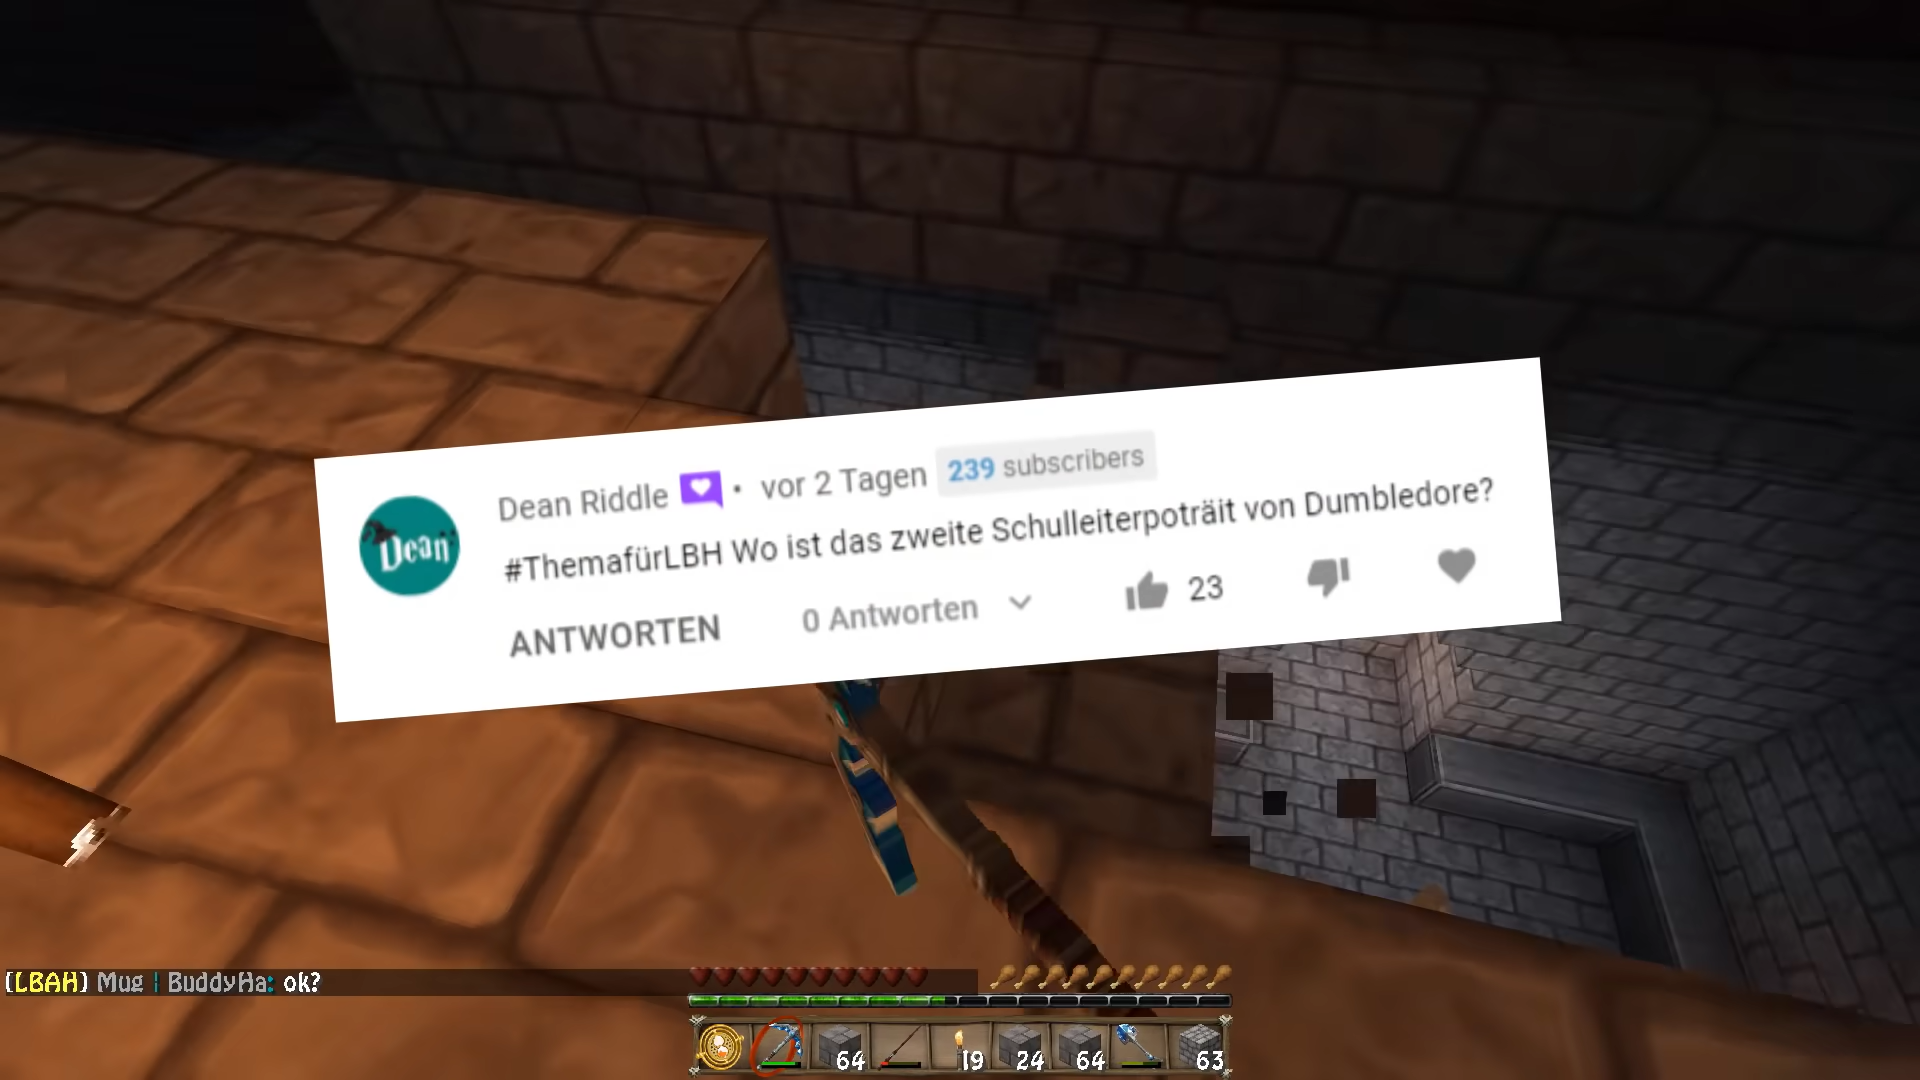 Dean Riddle • vor 2 Tagen 239 subscribers
Dean
#ThemafürLBH Wo ist das zweite Schulleiterpoträit von Dumbledore?
ANTWORTEN 0 Antworten 23
(LBAH) Mug | BuddyHa: ok?
64 19 24 64 63